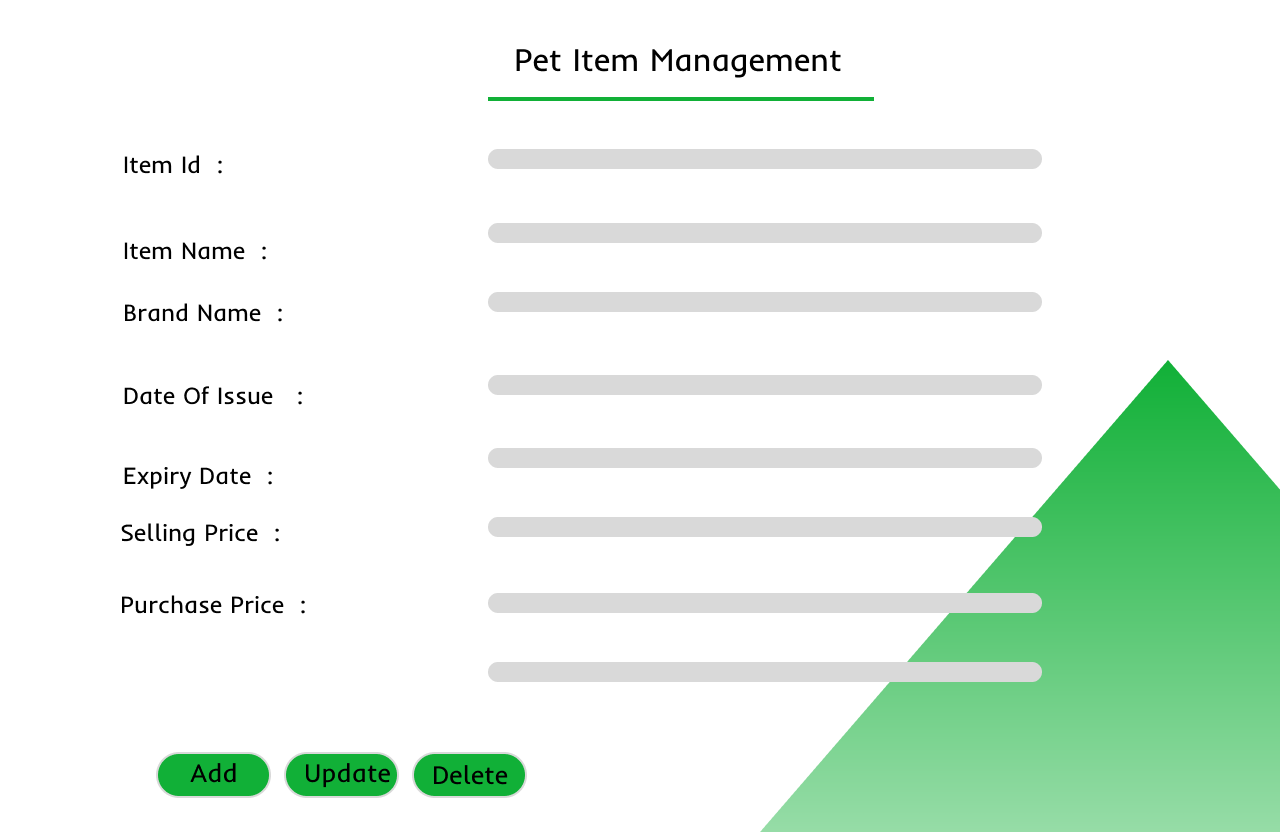 Pet Item Management
Item Id :
Item Name :
Brand Name :
Date Of Issue :
Expiry Date :
Selling Price :
Purchase Price :
Add Update Delete